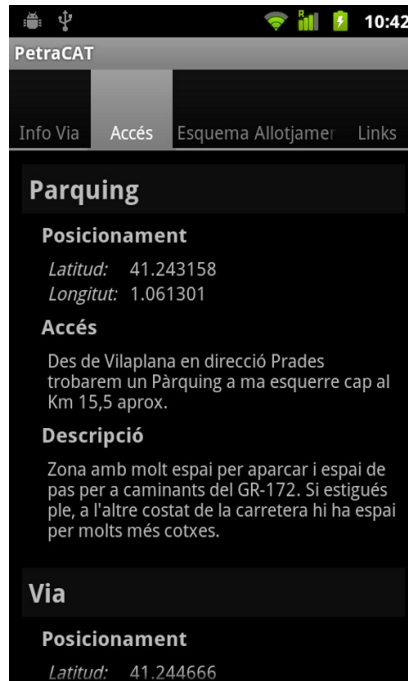 R
10:42
PetraCAT
Info Via Accés Esquema Allotjamer Links
Parquing
Posicionament
Latitud: 41.243158
Longitut: 1.061301
Accés
Des de Vilaplana en direcció Prades
trobarem un Pàrquing a ma esquerre cap al
Km 15,5 aprox.
Descripció
Zona amb molt espai per aparcar i espai de
pas per a caminants del GR-172. Si estigués
ple, a l'altre costat de la carretera hi ha espai
per molts més cotxes.
Via
Posicionament
Latitud: 41.244666